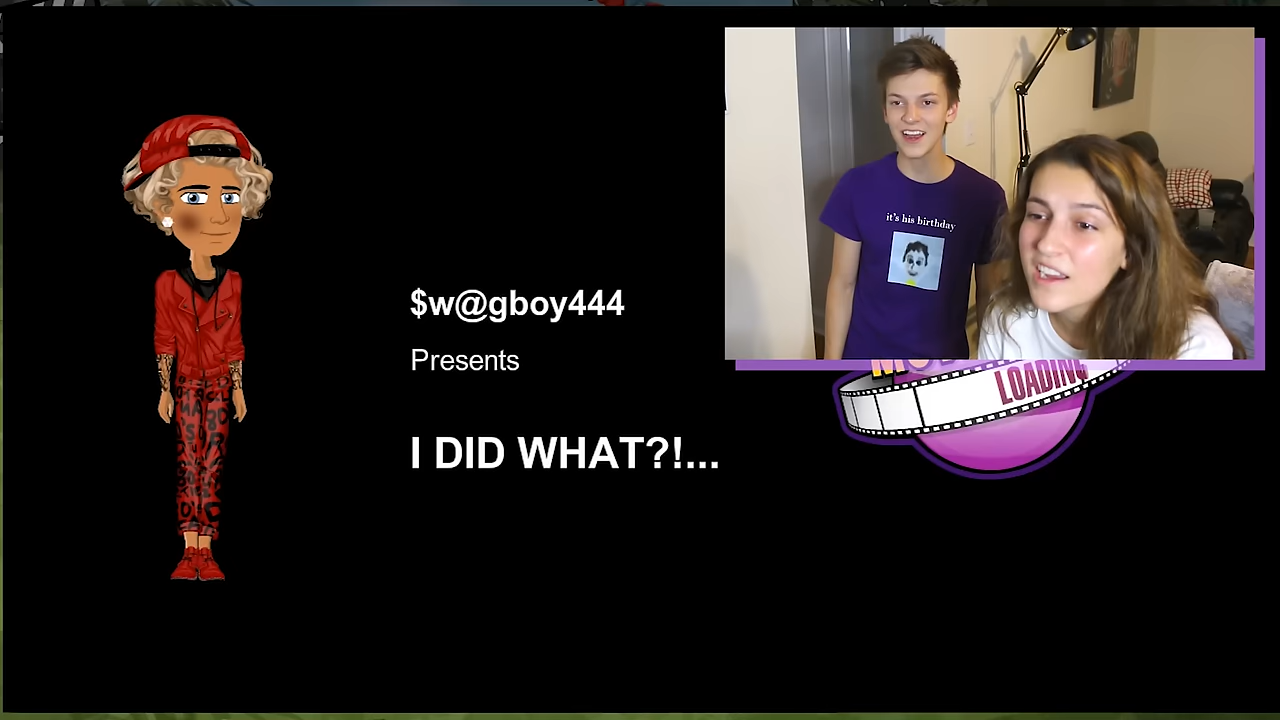 it's his birthday
$w@gboy444
Presents
LOADING
I DID WHAT?!...